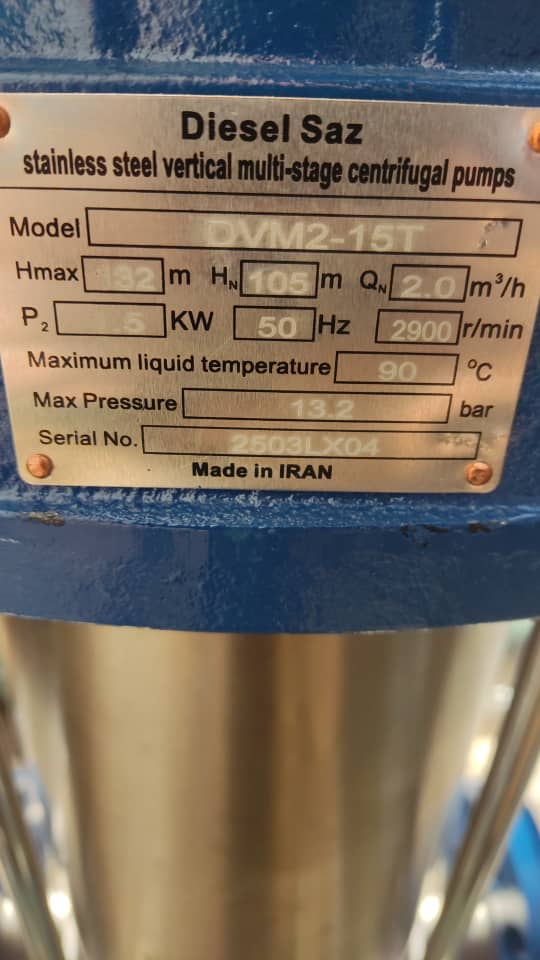 Diesel Saz
stainless steel vertical multi-stage centrifugal pumps
Model DVM2-15T
Hmax 132 m HN 105 m QN 2.0 m³/h
P2 KW 50 Hz 2900 r/min
Maximum liquid temperature 90 °C
Max Pressure 13.2 bar
Serial No. 2503LX04
Made in IRAN